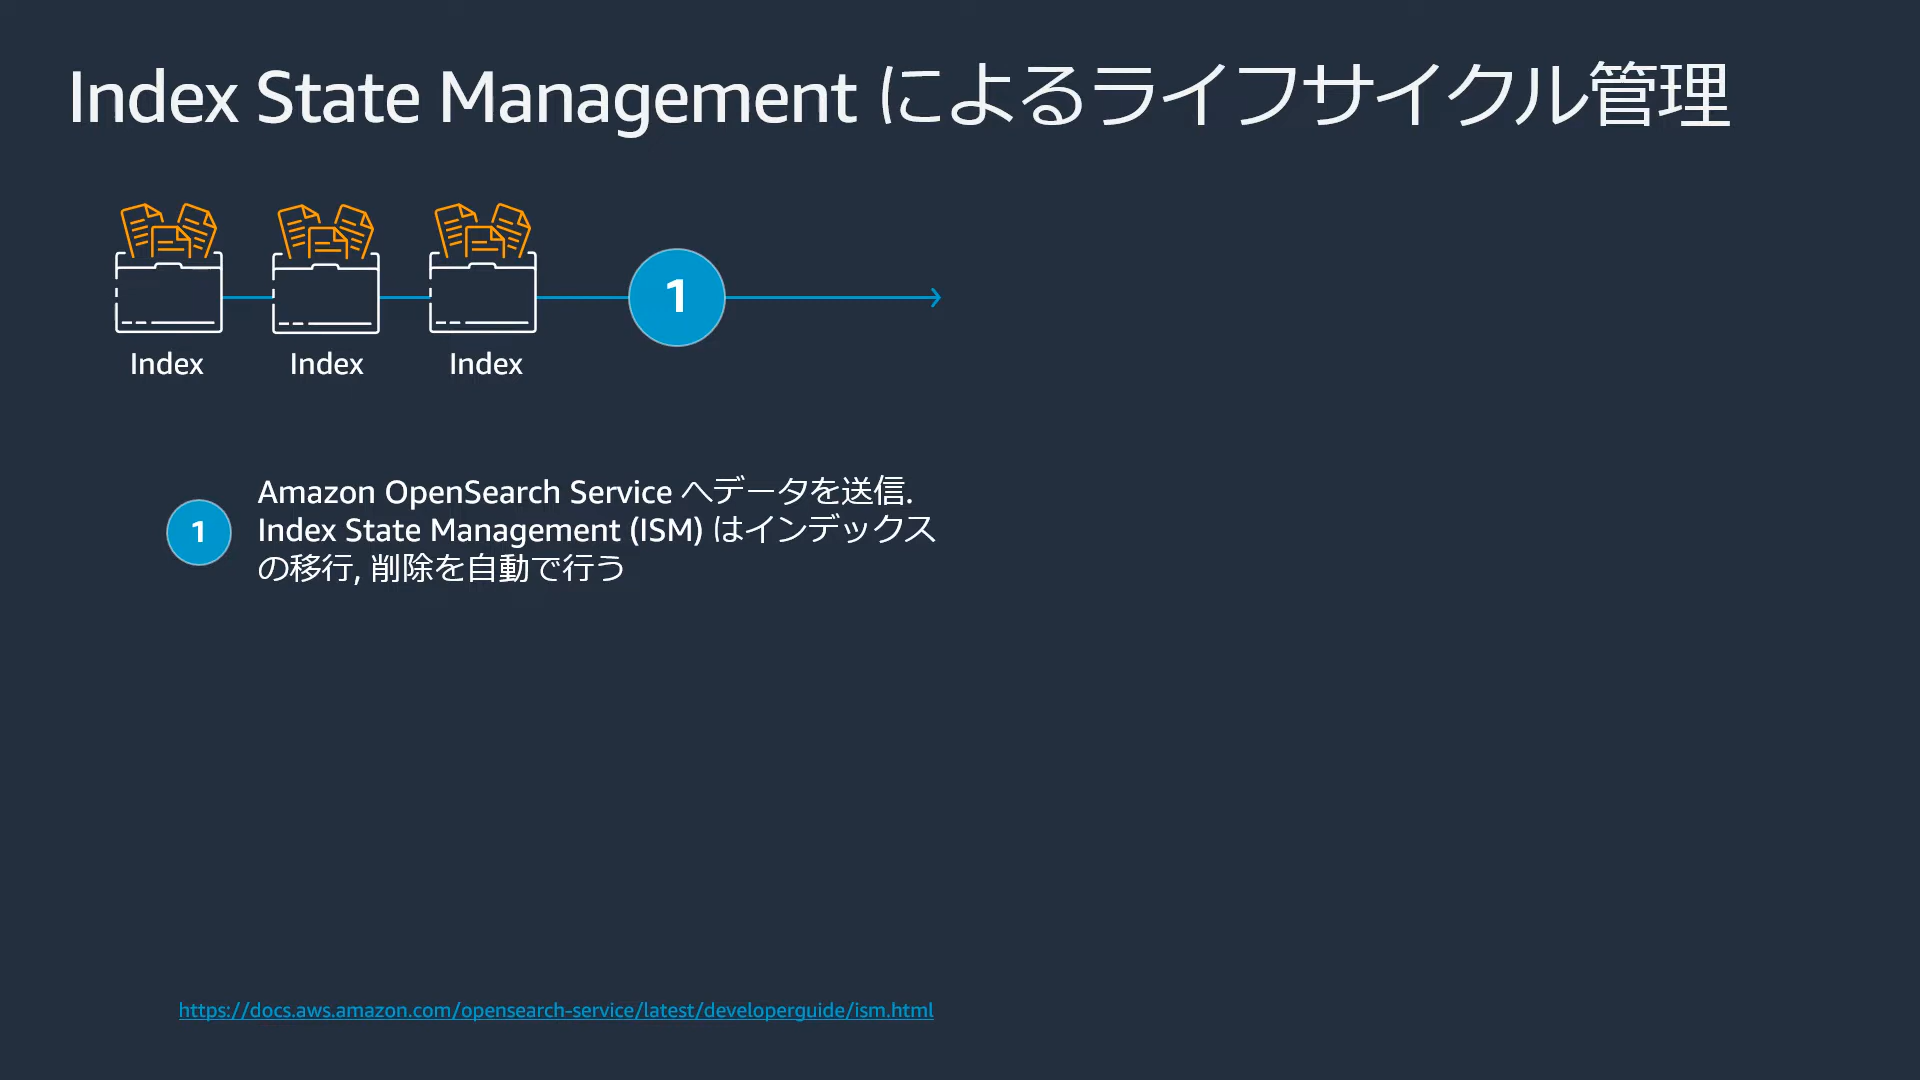 Index State Management によるライフサイクル管理
Index
Index
Index
1
1
Amazon OpenSearch Service へデータを送信.
Index State Management (ISM) はインデックス
の移行, 削除を自動で行う
https://docs.aws.amazon.com/opensearch-service/latest/developerguide/ism.html